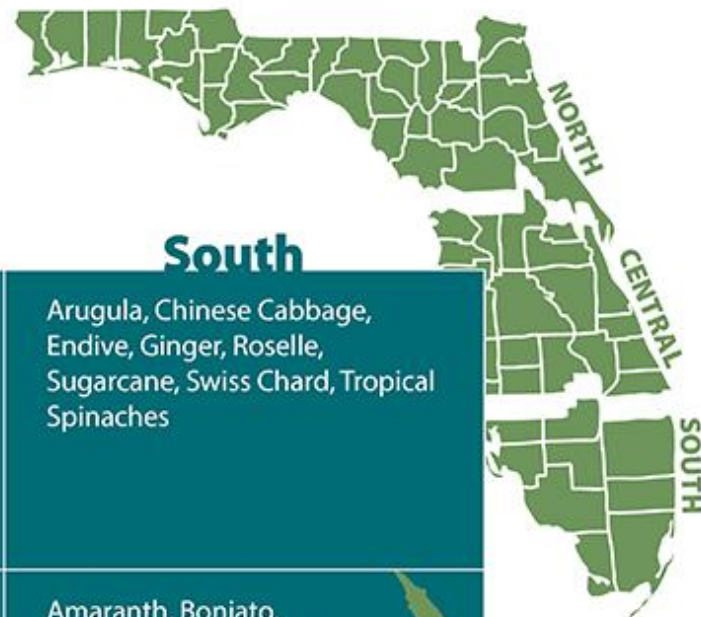 NORTH
CENTRAL
SOUTH
South
Arugula, Chinese Cabbage,
Endive, Ginger, Roselle,
Sugarcane, Swiss Chard, Tropical
Spinaches
Amaranth, Boniato,